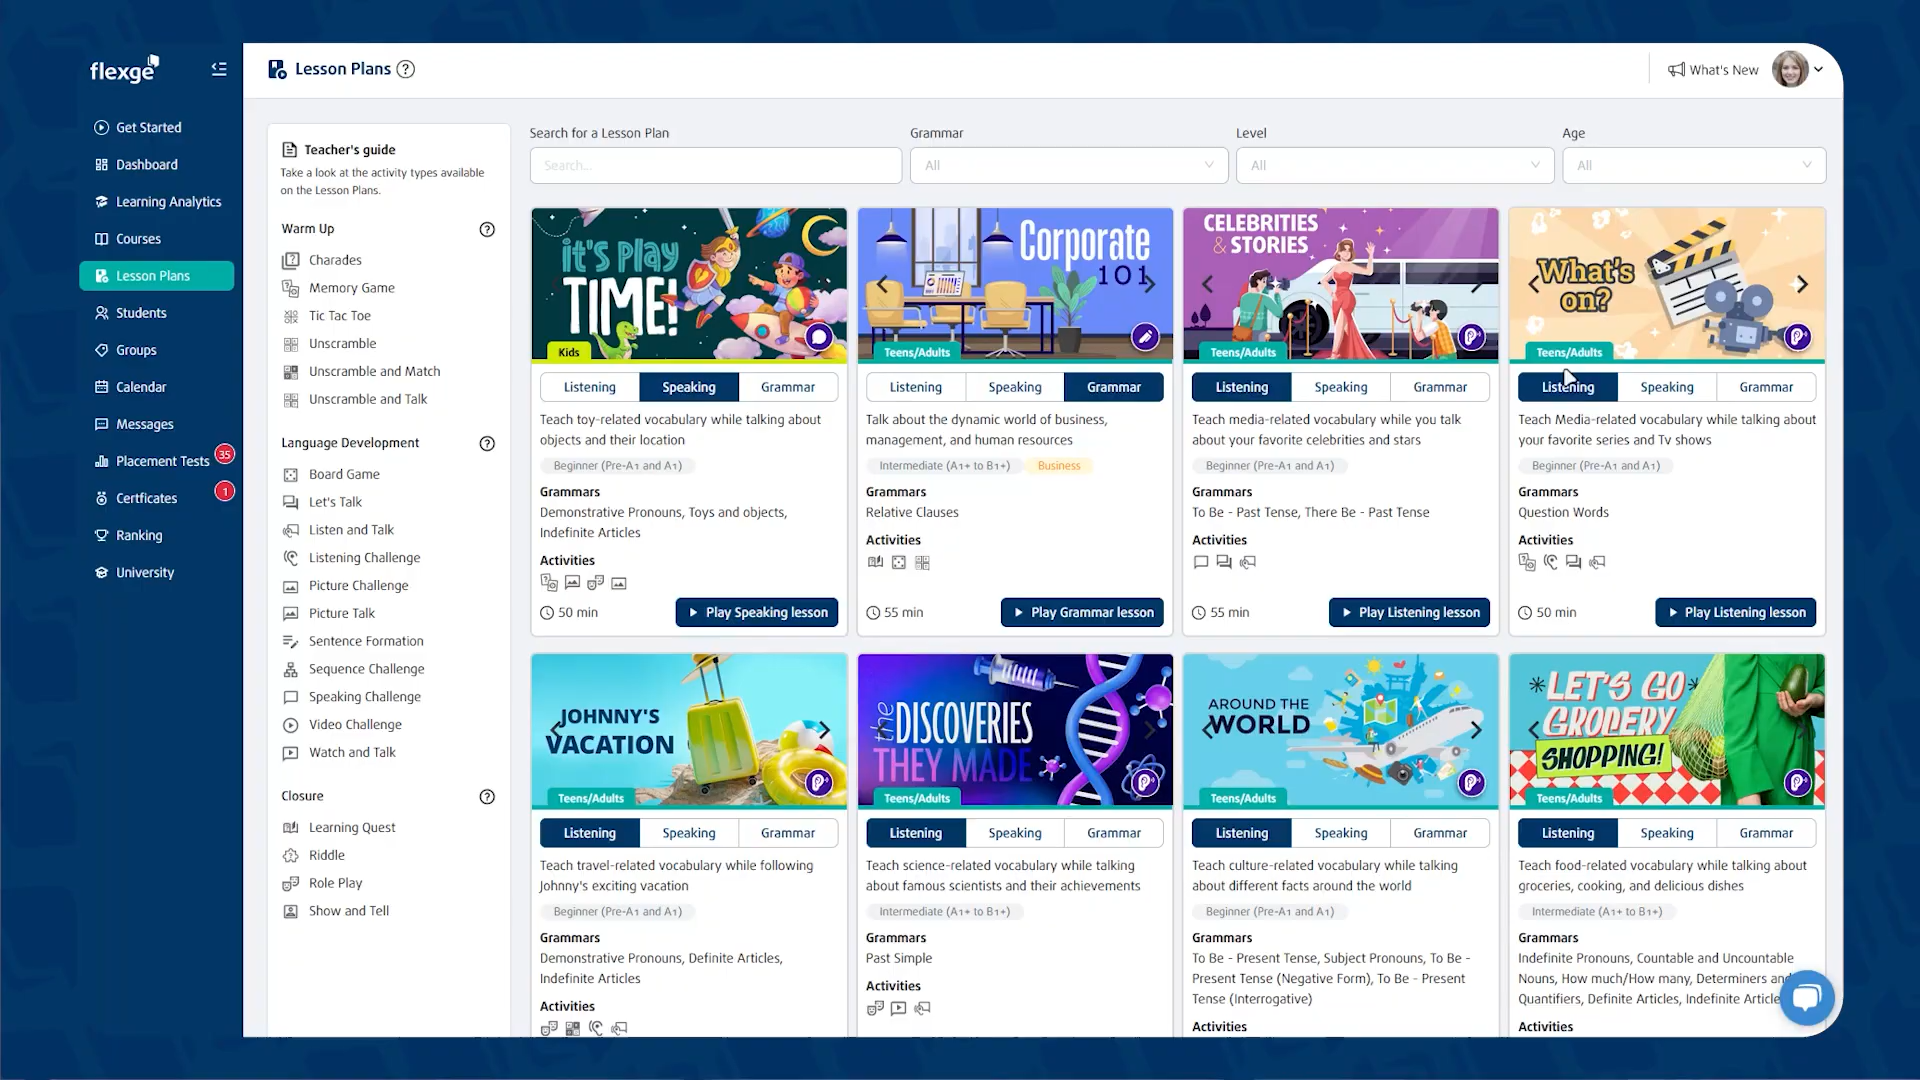 flexge
Get Started
Dashboard
Learning Analytics
Courses
Lesson Plans
Students
Groups
Calendar
Messages
Placement Tests
35
Certficates
1
Ranking
University
Lesson Plans
?
What's New
Teacher's guide
Take a look at the activity types available
on the Lesson Plans.
Warm Up
?
Charades
Memory Game
Tic Tac Toe
Unscramble
Unscramble and Match
Unscramble and Talk
Language Development
?
Board Game
Let's Talk
Listen and Talk
Listening Challenge
Picture Challenge
Picture Talk
Sentence Formation
Sequence Challenge
Speaking Challenge
Video Challenge
Watch and Talk
Closure
?
Learning Quest
Riddle
Role Play
Show and Tell
Search for a Lesson Plan
Search...
Grammar
All
Level
All
Age
All
it's play
TIME!
Kids
Listening
Speaking
Grammar
Teach toy-related vocabulary while talking about
objects and their location
Beginner (Pre-A1 and A1)
Grammars
Demonstrative Pronouns, Toys and objects,
Indefinite Articles
Activities
50 min
Play Speaking lesson
Corporate
101
Teens/Adults
Listening
Speaking
Grammar
Talk about the dynamic world of business,
management, and human resources
Intermediate (A1+ to B1+)
Business
Grammars
Relative Clauses
Activities
55 min
Play Grammar lesson
CELEBRITIES
& STORIES
Teens/Adults
Listening
Speaking
Grammar
Teach media-related vocabulary while you talk
about your favorite celebrities and stars
Beginner (Pre-A1 and A1)
Grammars
To Be - Past Tense, There Be - Past Tense
Activities
55 min
Play Listening lesson
What's
on?
Teens/Adults
Listening
Speaking
Grammar
Teach Media-related vocabulary while talking about
your favorite series and Tv shows
Beginner (Pre-A1 and A1)
Grammars
Question Words
Activities
50 min
Play Listening lesson
JOHNNY'S
VACATION
Teens/Adults
Listening
Speaking
Grammar
Teach travel-related vocabulary while following
Johnny's exciting vacation
Beginner (Pre-A1 and A1)
Grammars
Demonstrative Pronouns, Definite Articles,
Indefinite Articles
Activities
the DISCOVERIES
THEY MADE
Teens/Adults
Listening
Speaking
Grammar
Teach science-related vocabulary while talking
about famous scientists and their achievements
Intermediate (A1+ to B1+)
Grammars
Past Simple
Activities
AROUND THE
WORLD
Teens/Adults
Listening
Speaking
Grammar
Teach culture-related vocabulary while talking
about different facts around the world
Beginner (Pre-A1 and A1)
Grammars
To Be - Present Tense, Subject Pronouns, To Be -
Present Tense (Negative Form), To Be - Present
Tense (Interrogative)
Activities
LET'S GO
GROCERY
SHOPPING!
Teens/Adults
Listening
Speaking
Grammar
Teach food-related vocabulary while talking about
groceries, cooking, and delicious dishes
Intermediate (A1+ to B1+)
Grammars
Indefinite Pronouns, Countable and Uncountable
Nouns, How much/How many, Determiners and
Quantifiers, Definite Articles, Indefinite Article
Activities